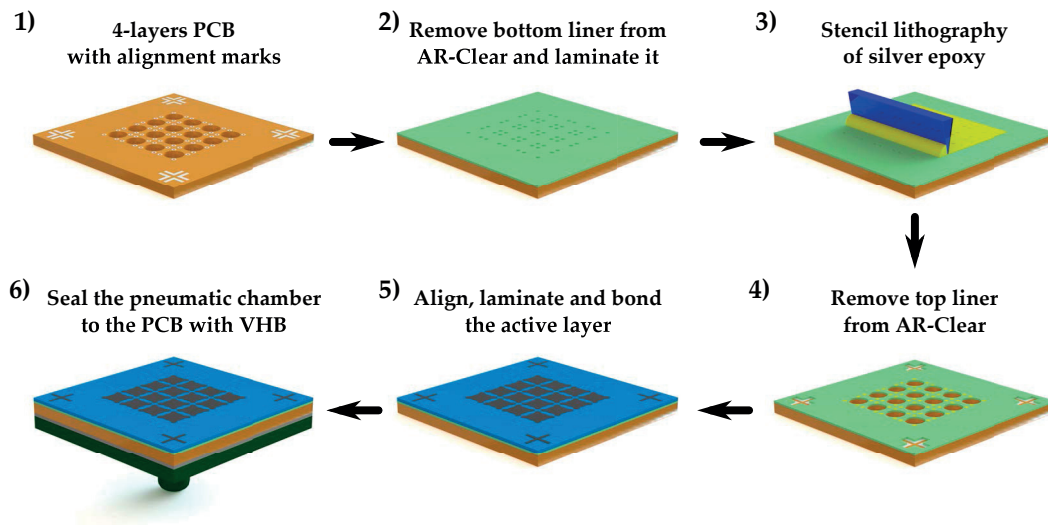 1)
4-layers PCB
with alignment marks
2)
Remove bottom liner from
AR-Clear and laminate it
3)
Stencil lithography
of silver epoxy
6)
Seal the pneumatic chamber
to the PCB with VHB
5)
Align, laminate and bond
the active layer
4)
Remove top liner
from AR-Clear